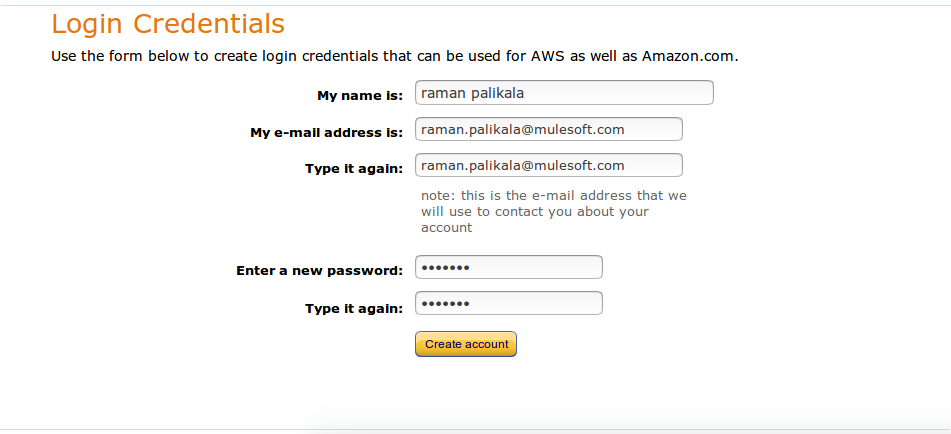 Login Credentials
Use the form below to create login credentials that can be used for AWS as well as Amazon.com.
My name is: raman palikala
My e-mail address is: raman.palikala@mulesoft.com
Type it again: raman.palikala@mulesoft.com
note: this is the e-mail address that we
will use to contact you about your
account
Enter a new password: •••••••
Type it again: •••••••
Create account